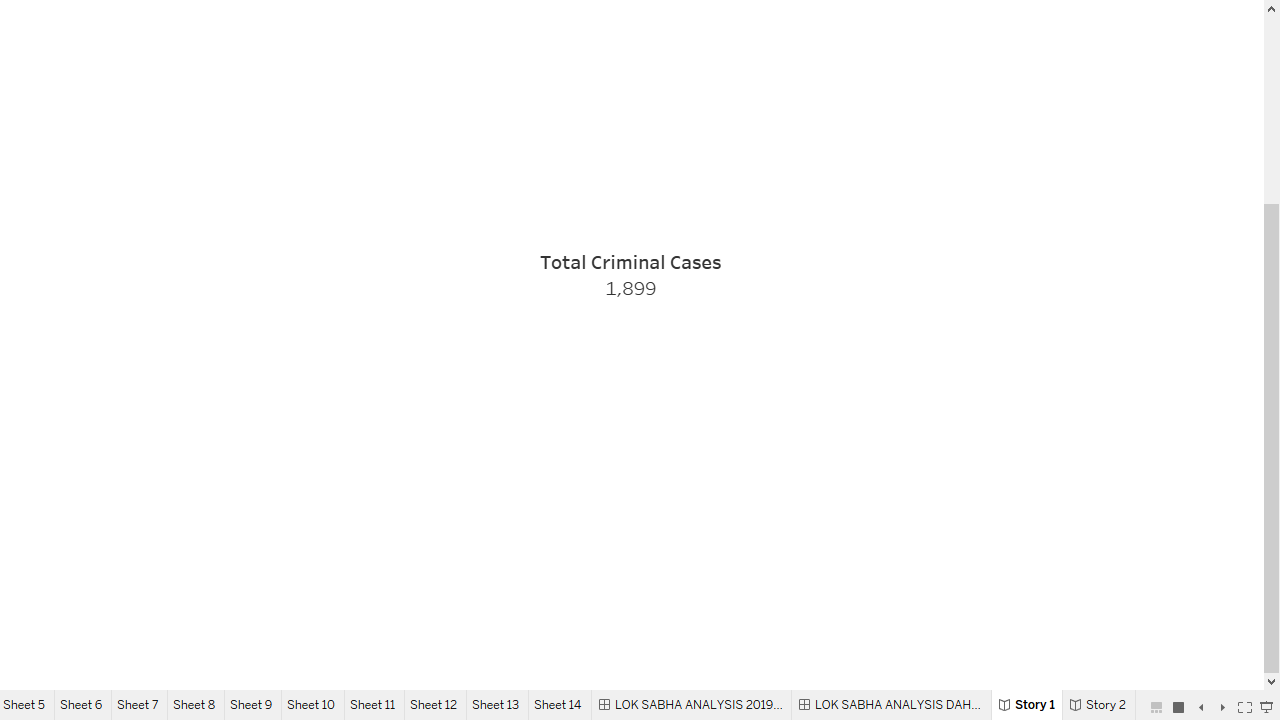 Total Criminal Cases
1,899
Sheet 5 Sheet 6 Sheet 7 Sheet 8 Sheet 9 Sheet 10 Sheet 11 Sheet 12 Sheet 13 Sheet 14 LOK SABHA ANALYSIS 2019... LOK SABHA ANALYSIS DAH... Story 1 Story 2